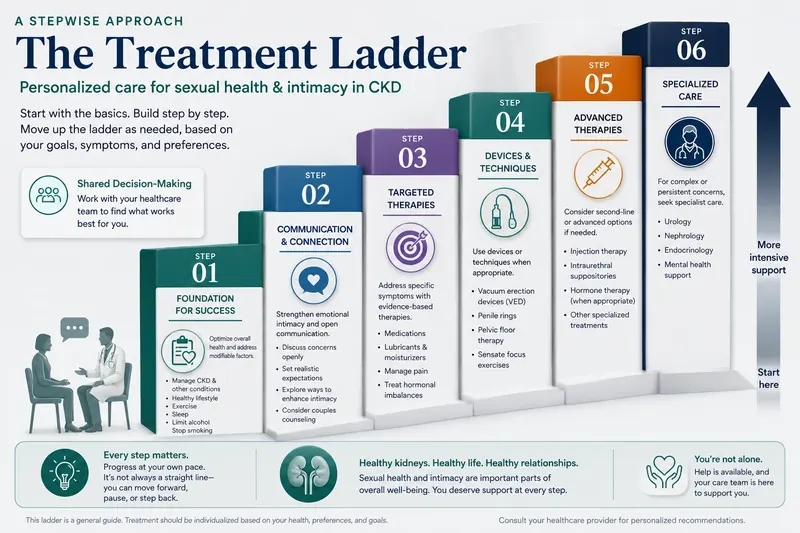 A STEPWISE APPROACH
The Treatment Ladder
Personalized care for sexual health & intimacy in CKD
Start with the basics. Build step by step.
Move up the ladder as needed, based on
your goals, symptoms, and preferences.
Shared Decision-Making
Work with your healthcare
team to find what works
best for you.
STEP
01
FOUNDATION
FOR SUCCESS
Optimize overall
health and address
modifiable factors.
• Manage CKD &
other conditions
• Healthy lifestyle
• Exercise
• Sleep
• Limit alcohol
Stop smoking
STEP
02
COMMUNICATION
& CONNECTION
Strengthen emotional
intimacy and open
communication.
• Discuss concerns
openly
• Set realistic
expectations
• Explore ways to
enhance intimacy
• Consider couples
counseling
STEP
03
TARGETED
THERAPIES
Address specific
symptoms with
evidence-based
therapies.
• Medications
• Lubricants &
moisturizers
• Manage pain
• Treat hormonal
imbalances
STEP
04
DEVICES &
TECHNIQUES
Use devices or
techniques when
appropriate.
• Vacuum erection
devices (VED)
• Penile rings
• Pelvic floor
therapy
• Sensate focus
exercises
STEP
05
ADVANCED
THERAPIES
Consider second-line
or advanced options
if needed.
• Injection therapy
• Intraurethral
suppositories
• Hormone therapy
(when appropriate)
• Other specialized
treatments
STEP
06
SPECIALIZED
CARE
For complex or
persistent concerns,
seek specialist care.
• Urology
• Nephrology
• Endocrinology
• Mental health
support
More
intensive
support
Start
here
Every step matters.
Progress at your own pace.
It's not always a straight line—
you can move forward,
pause, or step back.
Healthy kidneys. Healthy life. Healthy relationships.
Sexual health and intimacy are important parts of
overall well-being. You deserve support at every step.
You're not alone.
Help is available, and
your care team is here
to support you.
This ladder is a general guide. Treatment should be individualized based on your health, preferences, and goals.
Consult your healthcare provider for personalized recommendations.